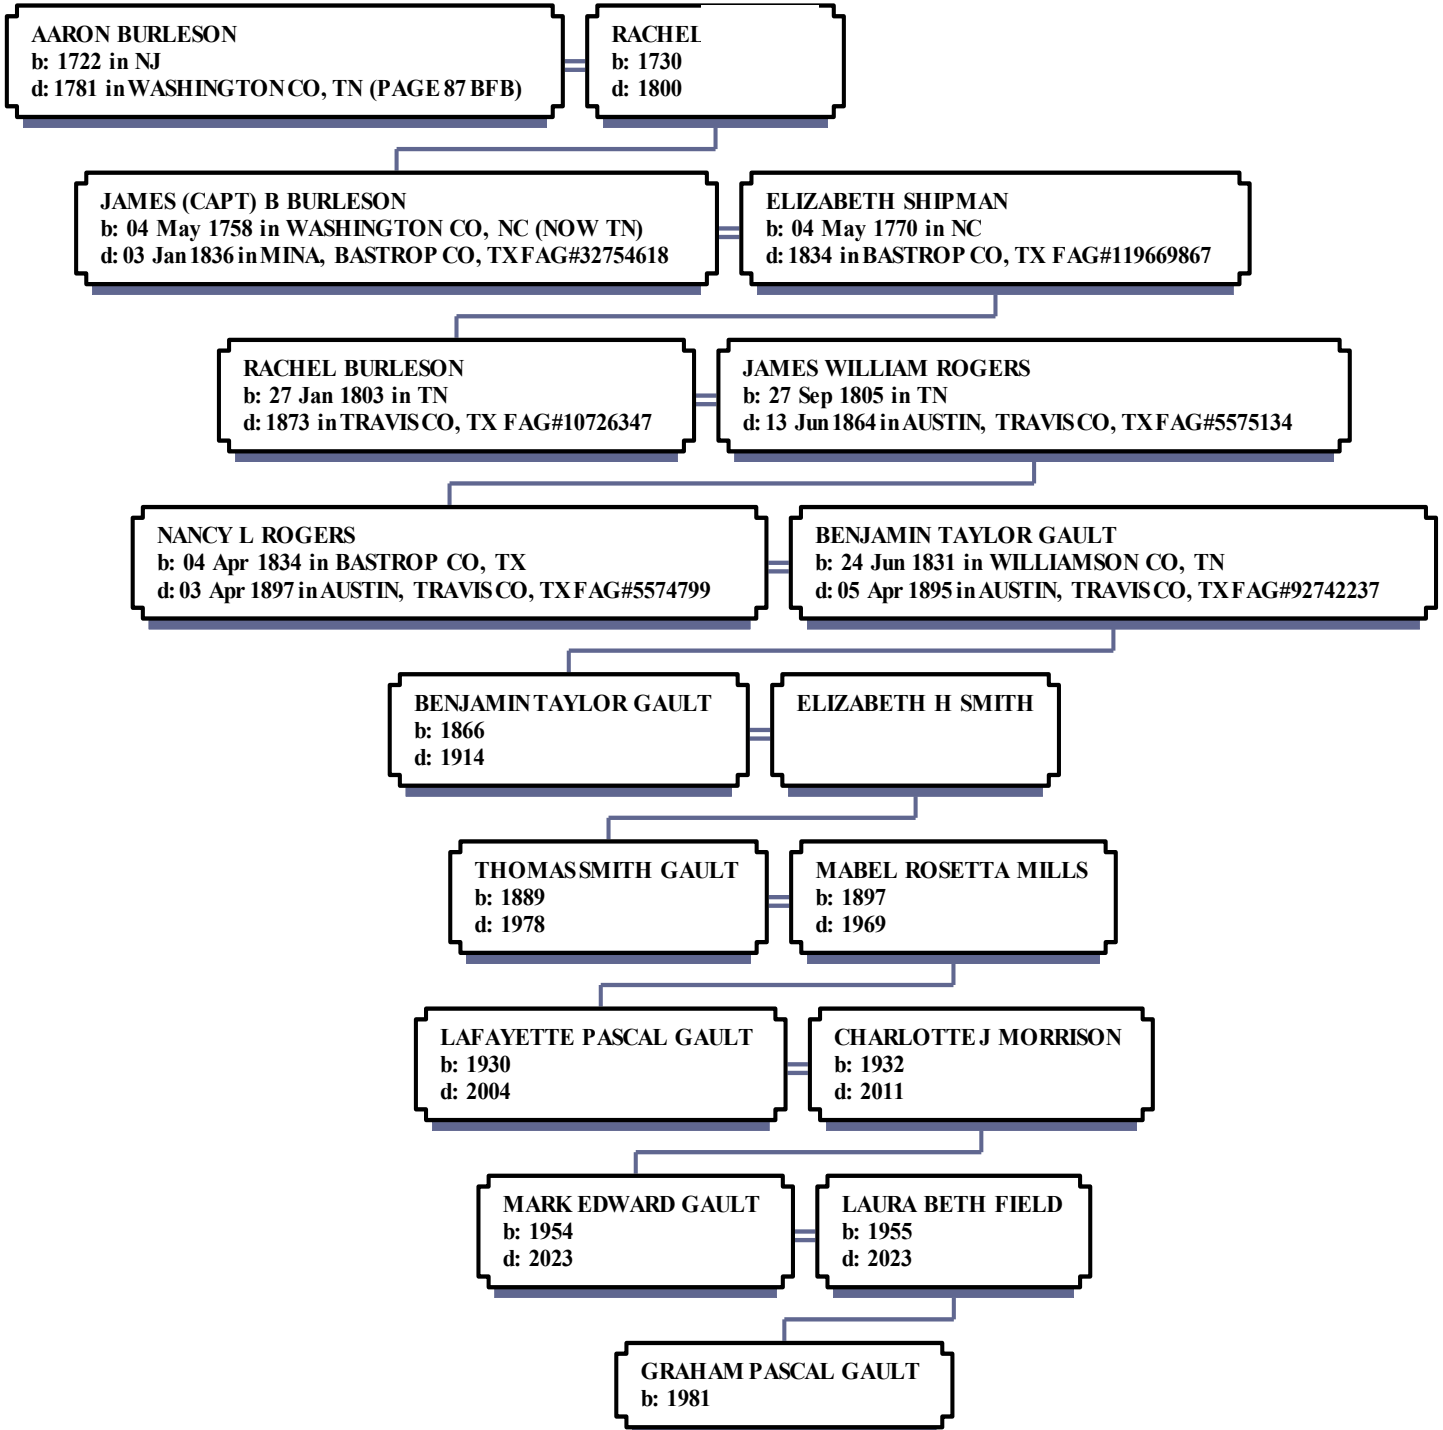 AARON BURLESON
b: 1722 in NJ
d: 1781 in WASHINGTON CO, TN (PAGE 87 BFB)
RACHEL
b: 1730
d: 1800
JAMES (CAPT) B BURLESON
b: 04 May 1758 in WASHINGTON CO, NC (NOW TN)
d: 03 Jan 1836 in MINA, BASTROP CO, TX FAG#32754618
ELIZABETH SHIPMAN
b: 04 May 1770 in NC
d: 1834 in BASTROP CO, TX FAG#119669867
RACHEL BURLESON
b: 27 Jan 1803 in TN
d: 1873 in TRAVIS CO, TX FAG#10726347
JAMES WILLIAM ROGERS
b: 27 Sep 1805 in TN
d: 13 Jun 1864 in AUSTIN, TRAVIS CO, TX FAG#5575134
NANCY L ROGERS
b: 04 Apr 1834 in BASTROP CO, TX
d: 03 Apr 1897 in AUSTIN, TRAVIS CO, TX FAG#5574799
BENJAMIN TAYLOR GAULT
b: 24 Jun 1831 in WILLIAMSON CO, TN
d: 05 Apr 1895 in AUSTIN, TRAVIS CO, TX FAG#92742237
BENJAMIN TAYLOR GAULT
b: 1866
d: 1914
ELIZABETH H SMITH
THOMAS SMITH GAULT
b: 1889
d: 1978
MABEL ROSETTA MILLS
b: 1897
d: 1969
LAFAYETTE PASCAL GAULT
b: 1930
d: 2004
CHARLOTTE J MORRISON
b: 1932
d: 2011
MARK EDWARD GAULT
b: 1954
d: 2023
LAURA BETH FIELD
b: 1955
d: 2023
GRAHAM PASCAL GAULT
b: 1981